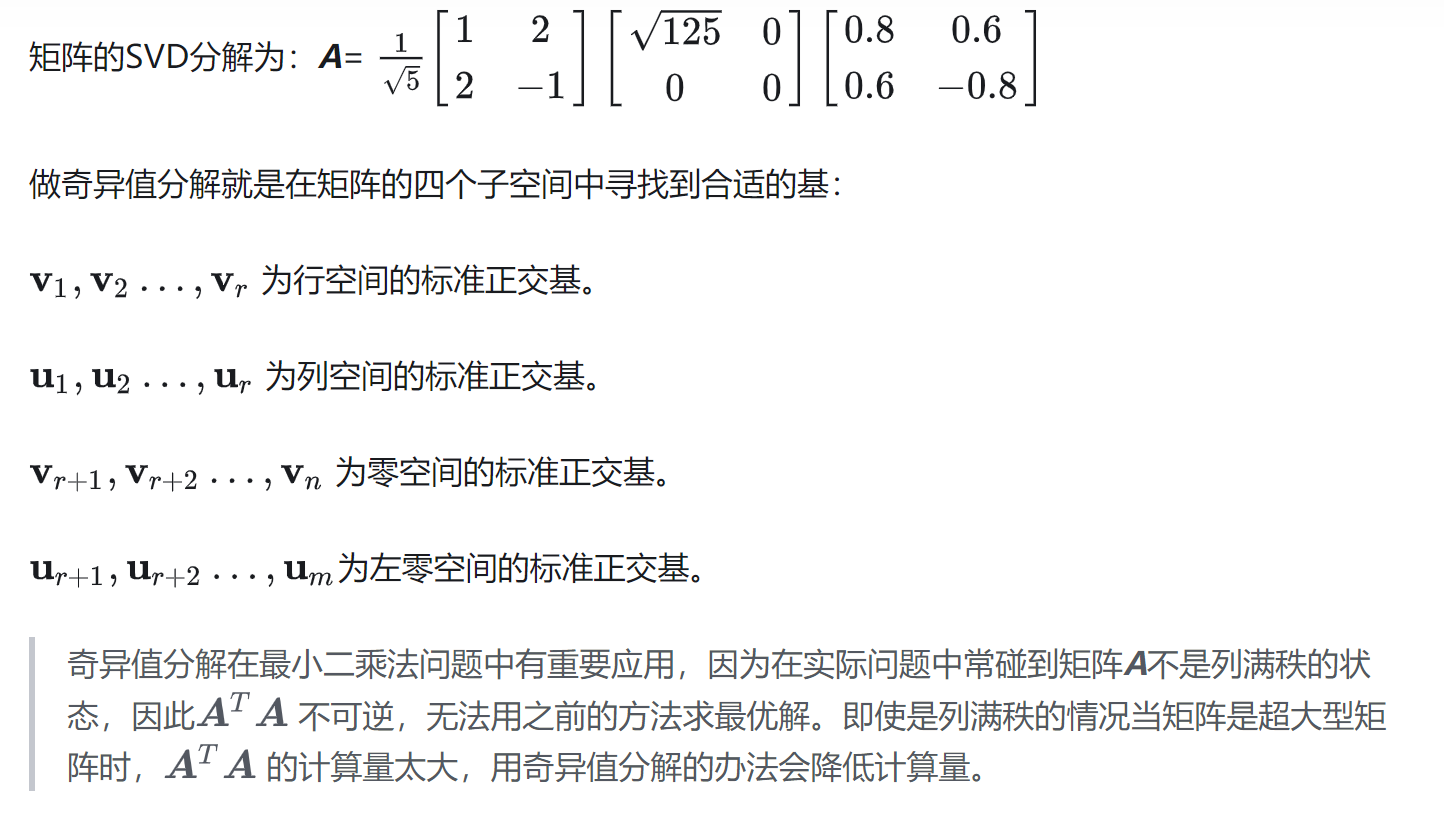 矩阵的SVD分解为：A= $\frac{1}{\sqrt{5}} \begin{bmatrix} 1 & 2 \\ 2 & -1 \end{bmatrix} \begin{bmatrix} \sqrt{125} & 0 \\ 0 & 0 \end{bmatrix} \begin{bmatrix} 0.8 & 0.6 \\ 0.6 & -0.8 \end{bmatrix}$
做奇异值分解就是在矩阵的四个子空间中寻找到合适的基：
$\mathbf{v}_1, \mathbf{v}_2 \ldots, \mathbf{v}_r$ 为行空间的标准正交基。
$\mathbf{u}_1, \mathbf{u}_2 \ldots, \mathbf{u}_r$ 为列空间的标准正交基。
$\mathbf{v}_{r+1}, \mathbf{v}_{r+2} \ldots, \mathbf{v}_n$ 为零空间的标准正交基。
$\mathbf{u}_{r+1}, \mathbf{u}_{r+2} \ldots, \mathbf{u}_m$为左零空间的标准正交基。
奇异值分解在最小二乘法问题中有重要应用，因为在实际问题中常碰到矩阵A不是列满秩的状
态，因此$A^T A$ 不可逆，无法用之前的方法求最优解。即使是列满秩的情况当矩阵是超大型矩
阵时，$A^T A$ 的计算量太大，用奇异值分解的办法会降低计算量。